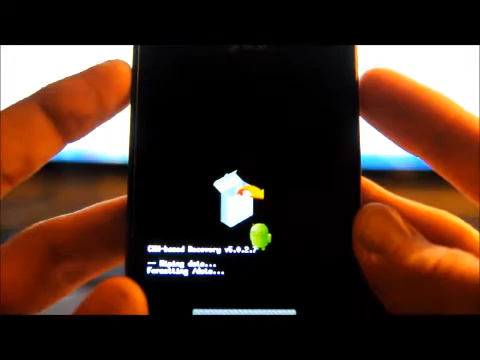 CWM-based Recovery v5.0.2.7
-- Wiping data...
Formatting /data...